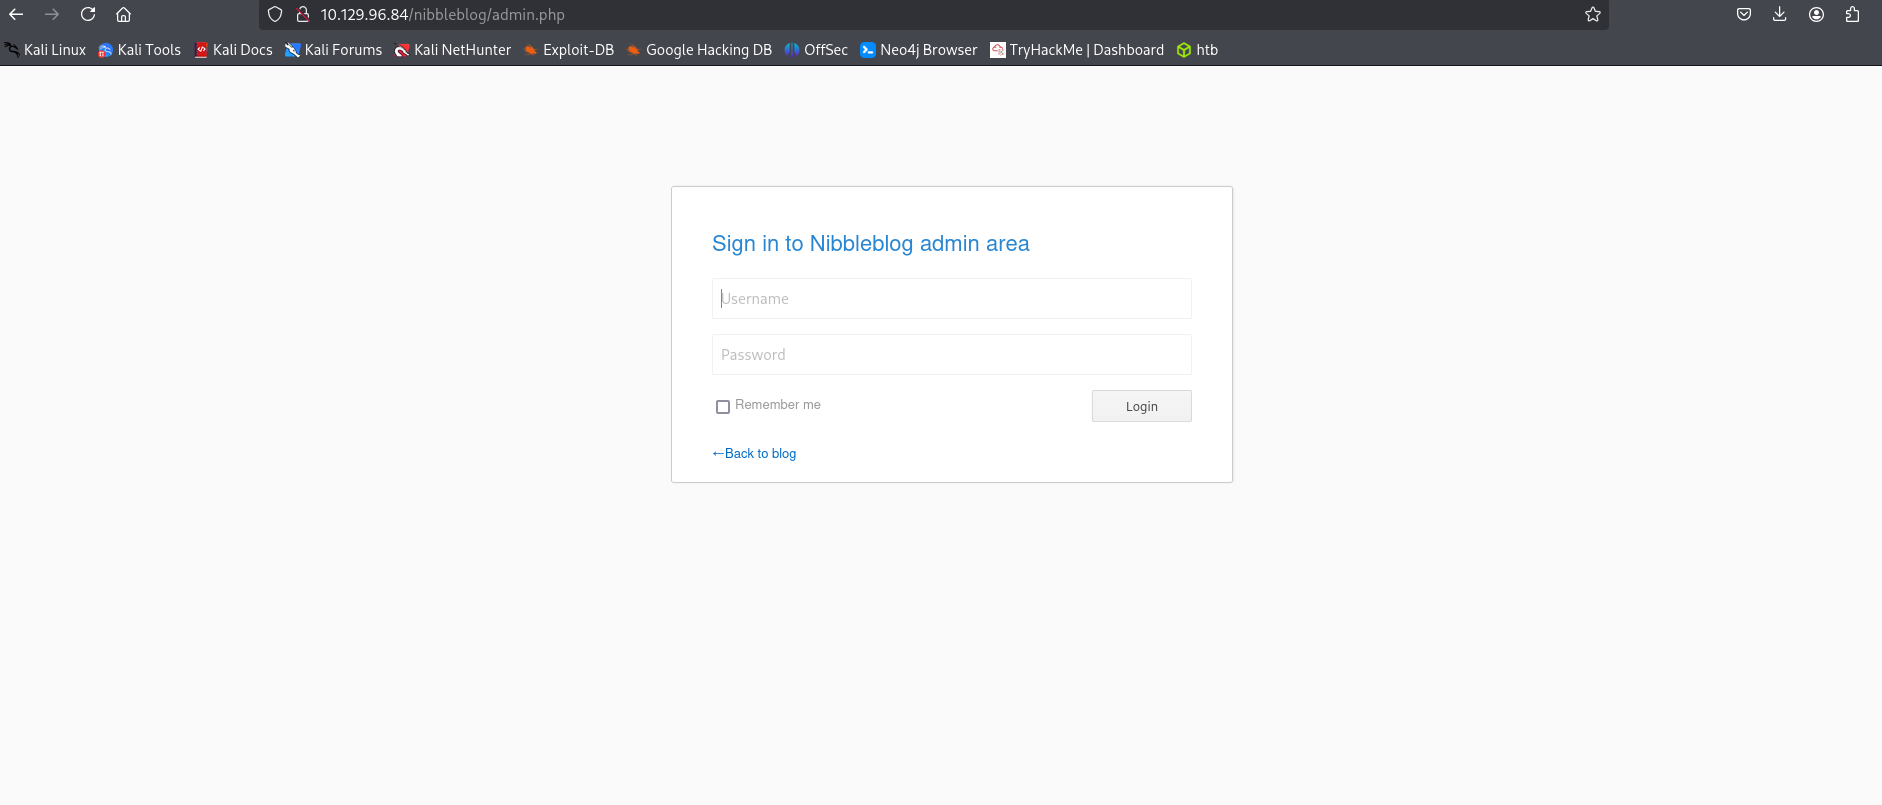 10.129.96.84/nibbleblog/admin.php
Kali Linux Kali Tools Kali Docs Kali Forums Kali NetHunter Exploit-DB Google Hacking DB OffSec Neo4j Browser TryHackMe | Dashboard htb
Sign in to Nibbleblog admin area
Username
Password
Remember me Login
←Back to blog